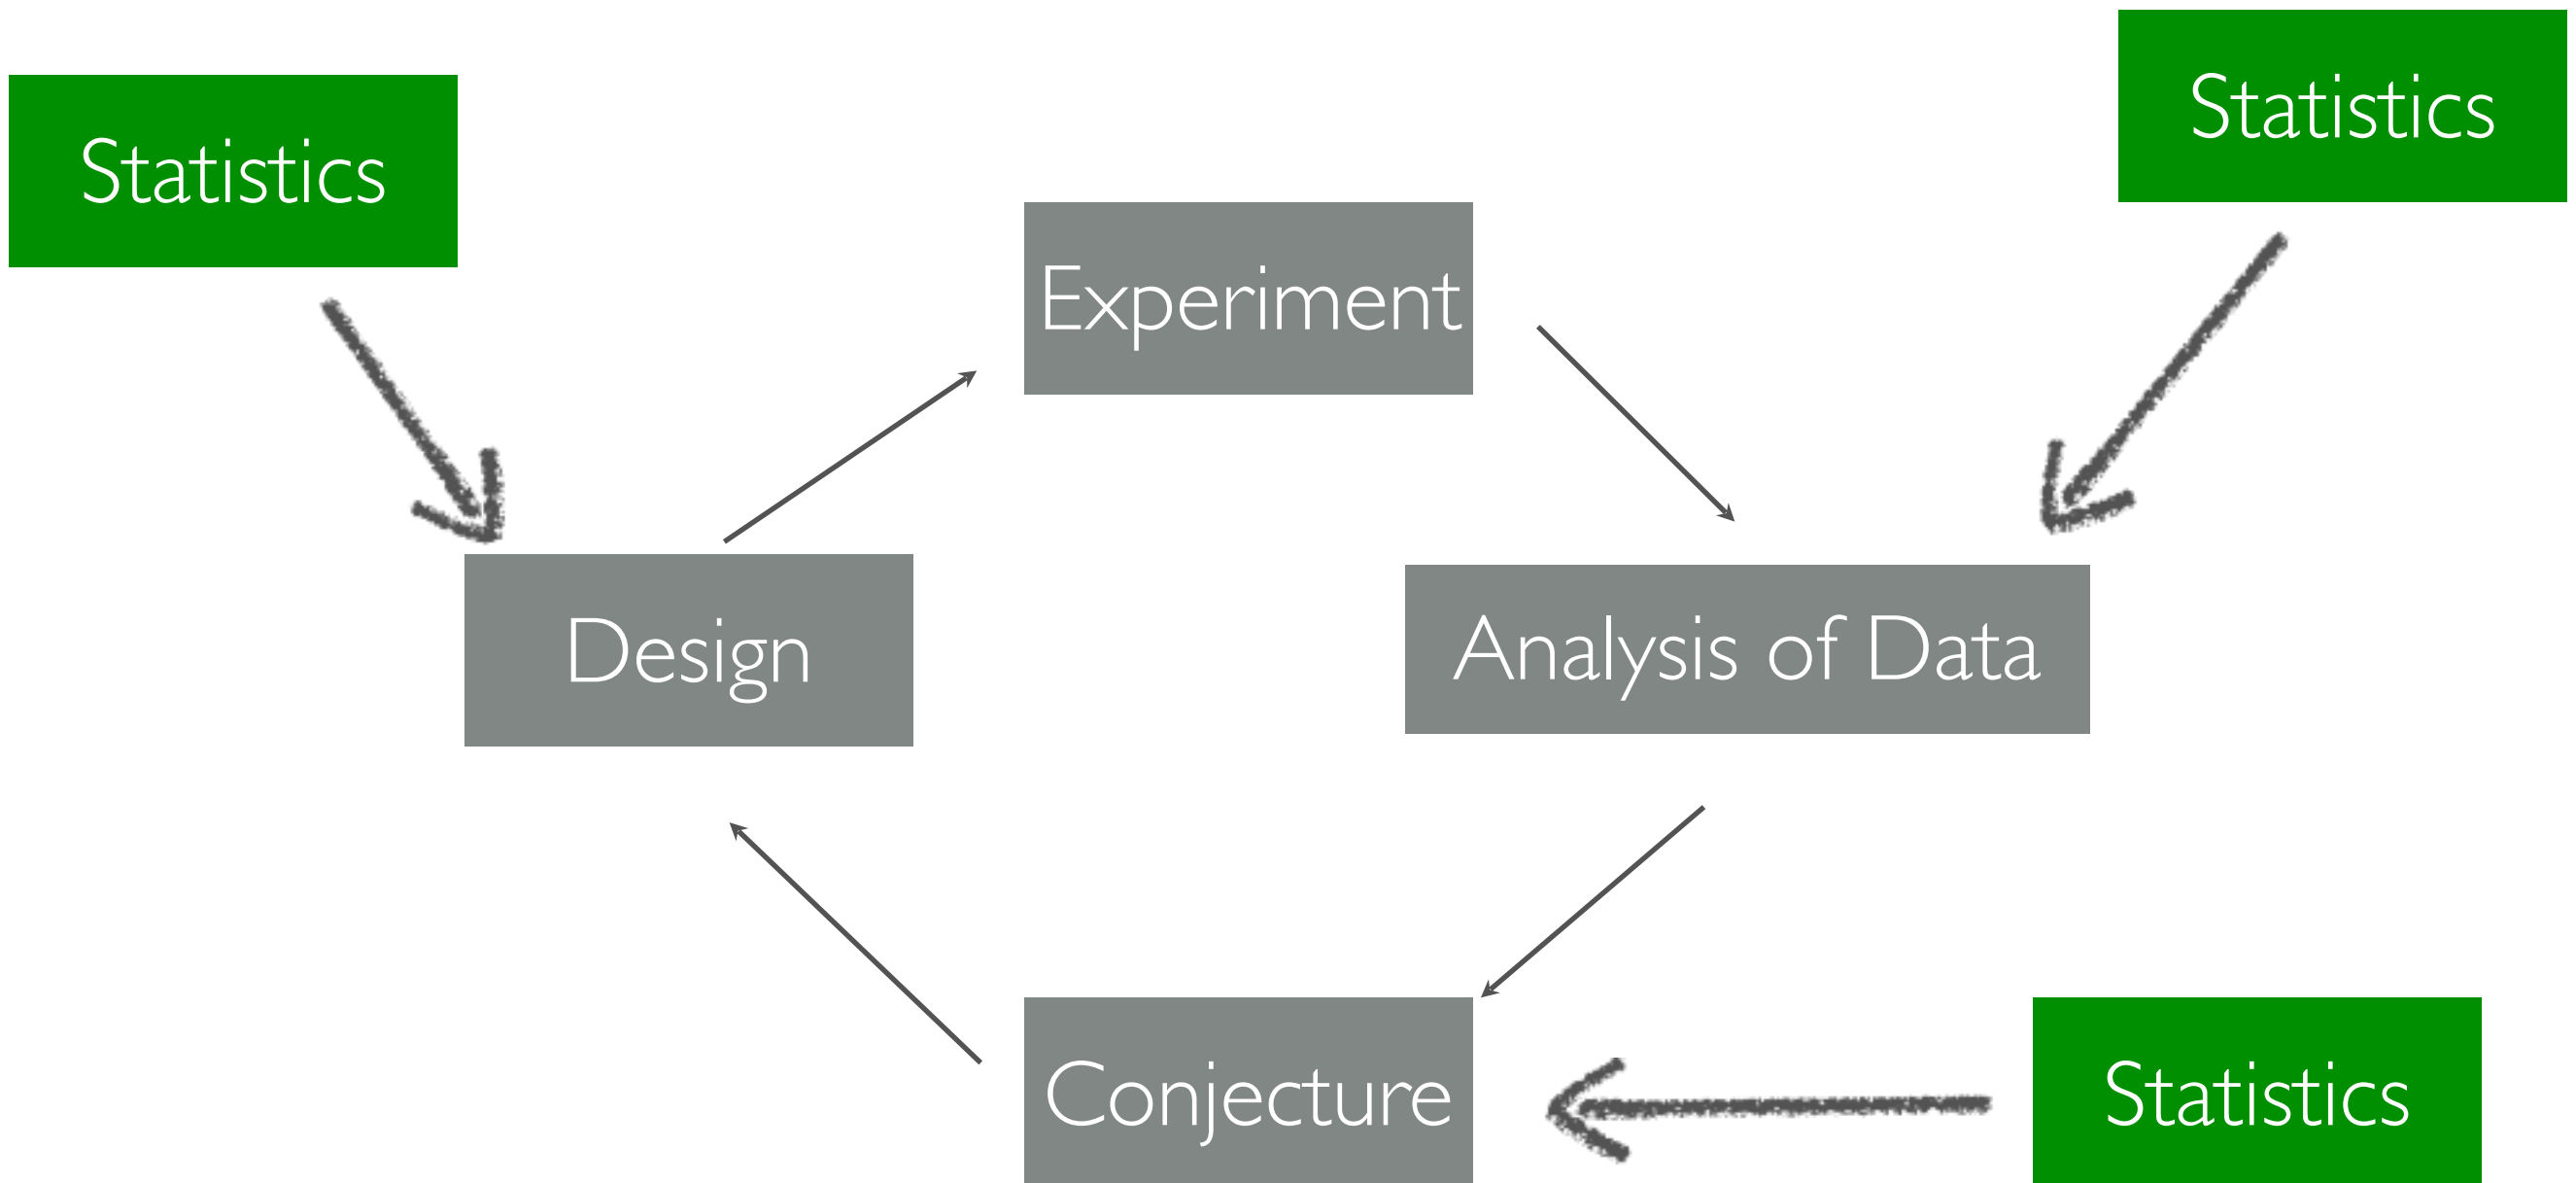 Statistics
Statistics
Experiment
Design
Analysis of Data
Conjecture
Statistics